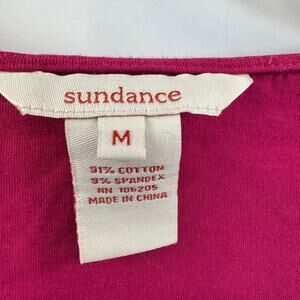 sundance
M
91% COTTON
9% SPANDEX
RN 106205
MADE IN CHINA